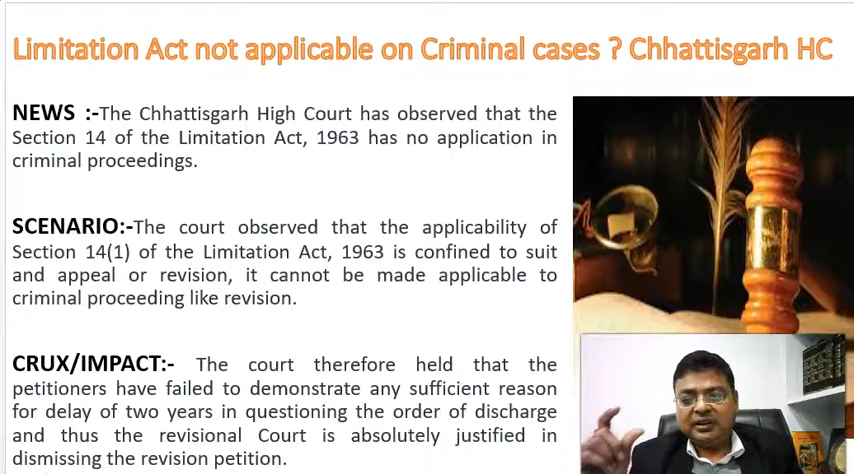 Limitation Act not applicable on Criminal cases ? Chhattisgarh HC
NEWS :-The Chhattisgarh High Court has observed that the
Section 14 of the Limitation Act, 1963 has no application in
criminal proceedings.
SCENARIO:-The court observed that the applicability of
Section 14(1) of the Limitation Act, 1963 is confined to suit
and appeal or revision, it cannot be made applicable to
criminal proceeding like revision.
CRUX/IMPACT:- The court therefore held that the
petitioners have failed to demonstrate any sufficient reason
for delay of two years in questioning the order of discharge
and thus the revisional Court is absolutely justified in
dismissing the revision petition.